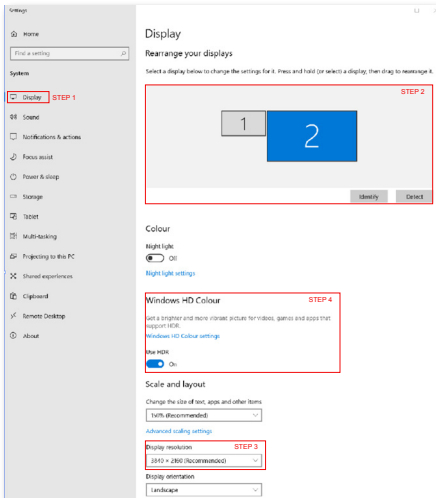 Settings
Home
Find a setting
System
Display STEP 1
Sound
Notifications & actions
Focus assist
Power & sleep
Storage
Tablet
Multi-tasking
Projecting to this PC
Shared experiences
Clipboard
Remote Desktop
About
Display
Rearrange your displays
Select a display below to change the settings for it. Press and hold (or select) a display, then drag to rearrange it.
STEP 2
1 2
Identify Detect
Colour
Night light
Off
Night light settings
Windows HD Colour STEP 4
Get a brighter and more vibrant picture for videos, games and apps that
support HDR.
Windows HD Colour settings
Use HDR
On
Scale and layout
Change the size of text, apps and other items
150% (Recommended)
Advanced scaling settings
Display resolution STEP 3
3840 × 2160 (Recommended)
Display orientation
Landscape